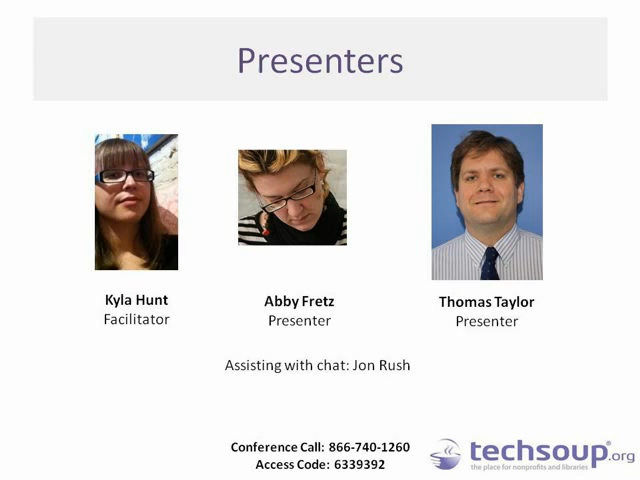 Presenters
Kyla Hunt
Facilitator
Abby Fretz
Presenter
Thomas Taylor
Presenter
Assisting with chat: Jon Rush
Conference Call: 866-740-1260
Access Code: 6339392
techsoup®.org
the place for nonprofits and libraries